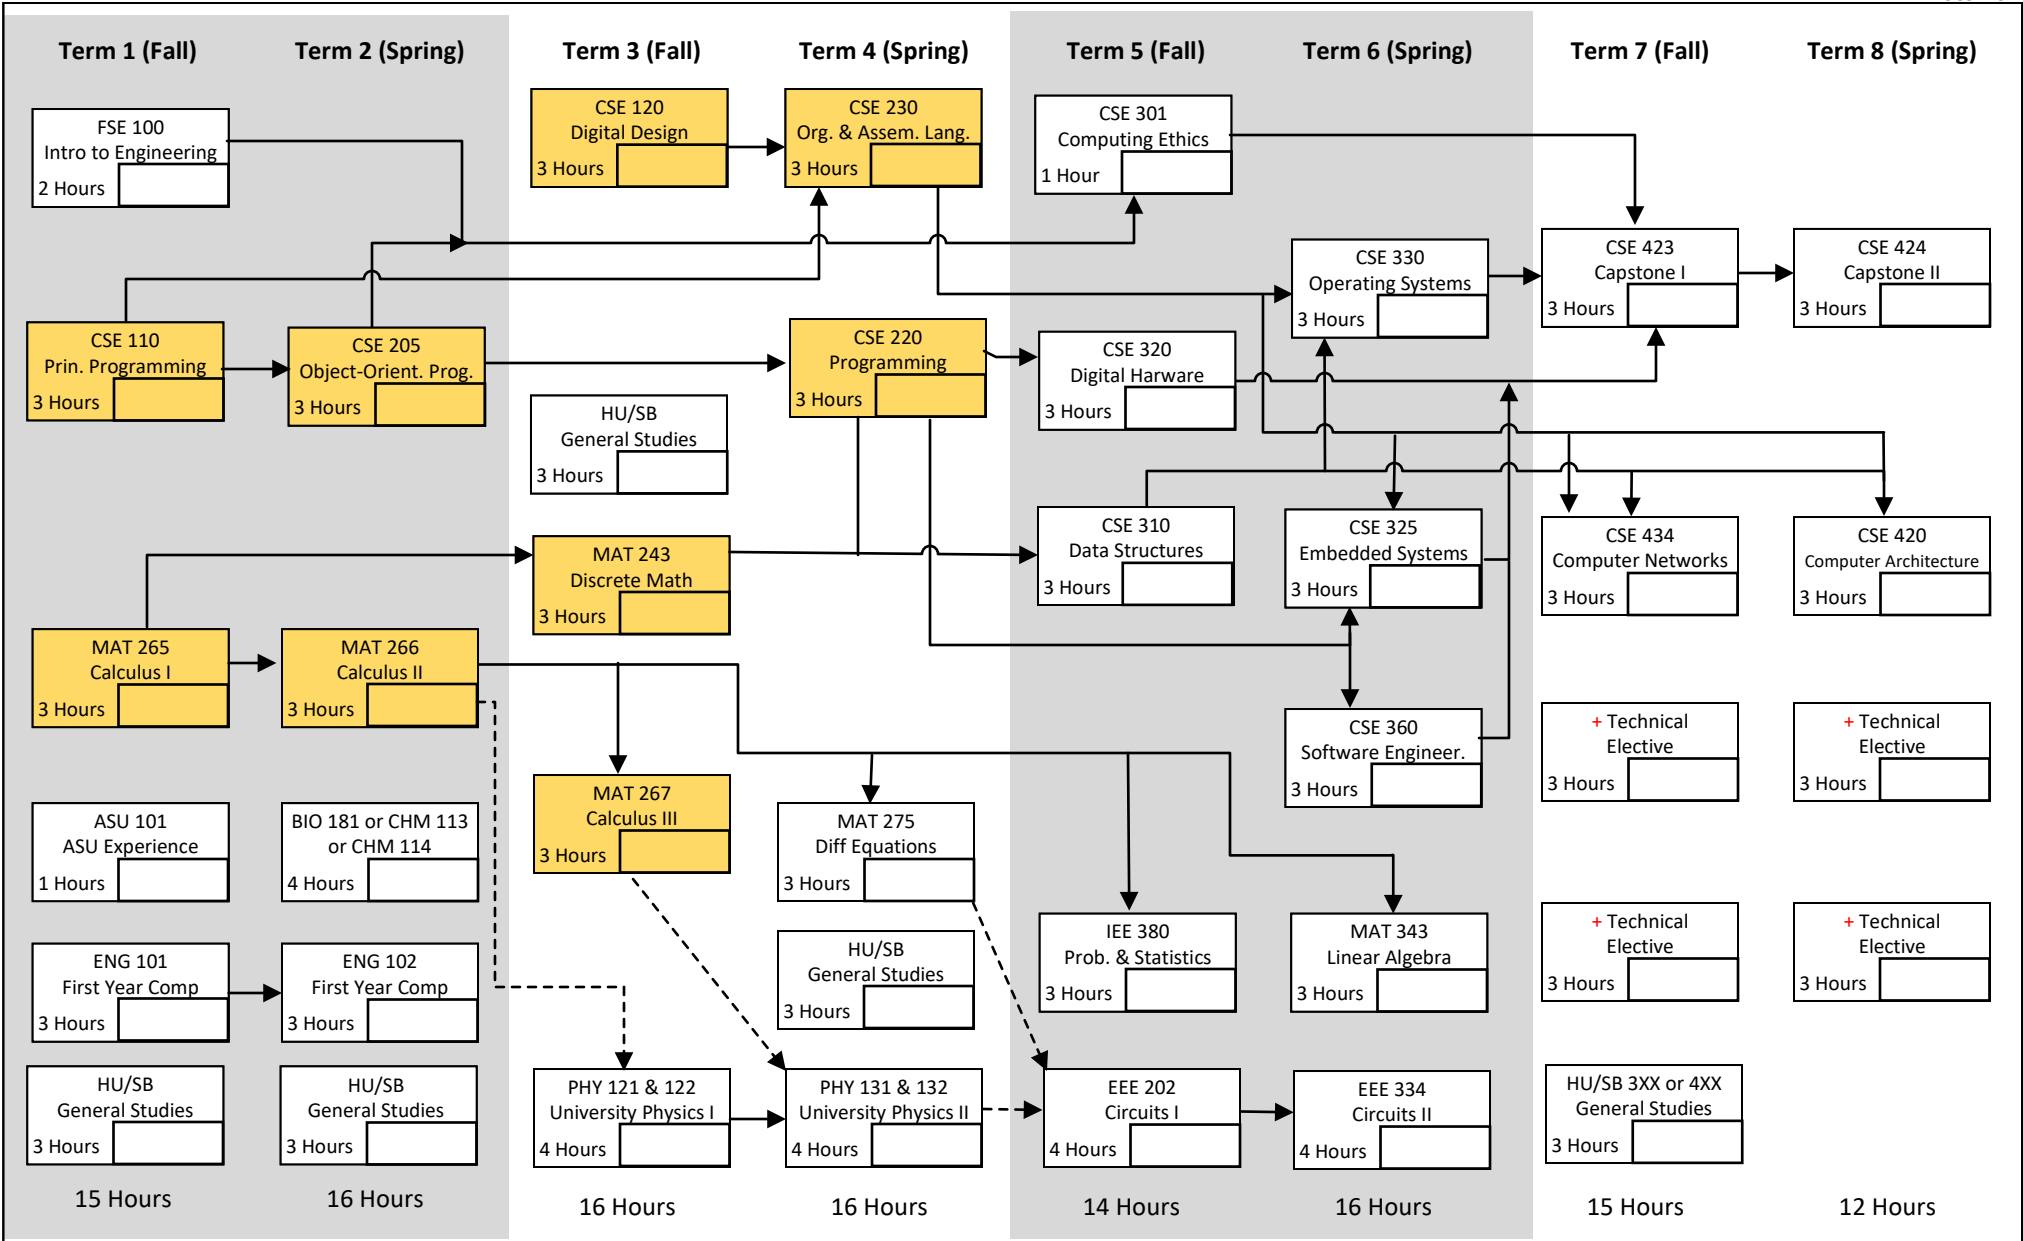 Term 1 (Fall)
Term 2 (Spring)
Term 3 (Fall)
Term 4 (Spring)
Term 5 (Fall)
Term 6 (Spring)
Term 7 (Fall)
Term 8 (Spring)
FSE 100
Intro to Engineering
2 Hours
CSE 110
Prin. Programming
3 Hours
MAT 265
Calculus I
3 Hours
ASU 101
ASU Experience
1 Hours
ENG 101
First Year Comp
3 Hours
HU/SB
General Studies
3 Hours
15 Hours
CSE 205
Object-Orient. Prog.
3 Hours
MAT 266
Calculus II
3 Hours
BIO 181 or CHM 113
or CHM 114
4 Hours
ENG 102
First Year Comp
3 Hours
HU/SB
General Studies
3 Hours
16 Hours
CSE 120
Digital Design
3 Hours
HU/SB
General Studies
3 Hours
MAT 243
Discrete Math
3 Hours
MAT 267
Calculus III
3 Hours
PHY 121 & 122
University Physics I
4 Hours
16 Hours
CSE 230
Org. & Assem. Lang.
3 Hours
CSE 220
Programming
3 Hours
MAT 275
Diff Equations
3 Hours
HU/SB
General Studies
3 Hours
PHY 131 & 132
University Physics II
4 Hours
16 Hours
CSE 301
Computing Ethics
1 Hour
CSE 320
Digital Harware
3 Hours
CSE 310
Data Structures
3 Hours
IEE 380
Prob. & Statistics
3 Hours
EEE 202
Circuits I
4 Hours
14 Hours
CSE 330
Operating Systems
3 Hours
CSE 325
Embedded Systems
3 Hours
CSE 360
Software Engineer.
3 Hours
MAT 343
Linear Algebra
3 Hours
EEE 334
Circuits II
4 Hours
16 Hours
CSE 423
Capstone I
3 Hours
CSE 434
Computer Networks
3 Hours
+ Technical
Elective
3 Hours
+ Technical
Elective
3 Hours
HU/SB 3XX or 4XX
General Studies
3 Hours
15 Hours
CSE 424
Capstone II
3 Hours
CSE 420
Computer Architecture
3 Hours
+ Technical
Elective
3 Hours
+ Technical
Elective
3 Hours
12 Hours